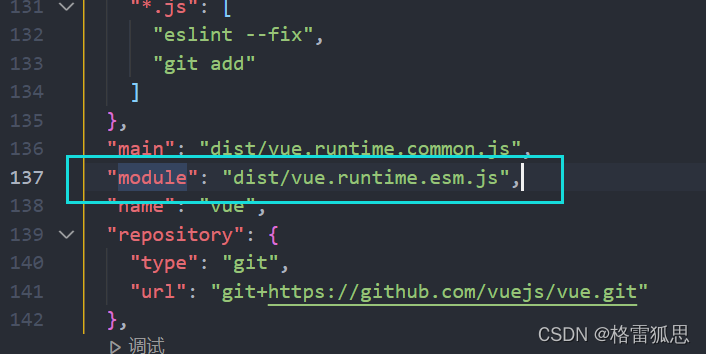 131 "*.js": [
132 "eslint --fix",
133 "git add"
134 ]
135 },
136 "main": "dist/vue.runtime.common.js",
137 "module": "dist/vue.runtime.esm.js",
138 "name": "vue",
139 "repository": {
140 "type": "git",
141 "url": "git+https://github.com/vuejs/vue.git"
142 },
调试
CSDN @格雷狐思